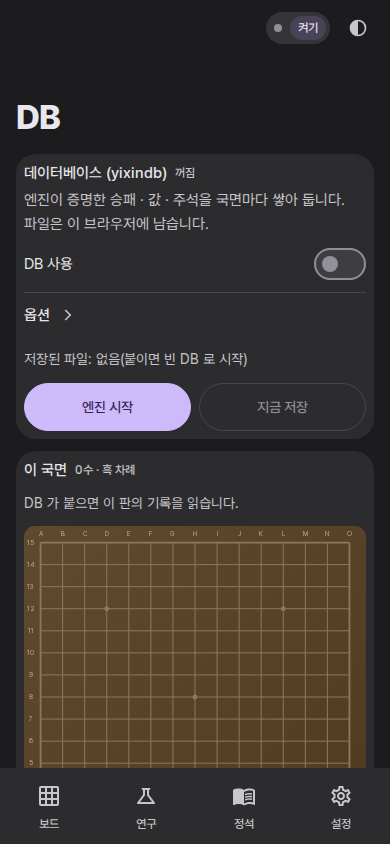 켜기
DB
데이터베이스 (yixindb) 꺼짐
엔진이 증명한 승패 · 값 · 주석을 국면마다 쌓아 둡니다.
파일은 이 브라우저에 남습니다.
DB 사용
옵션
저장된 파일: 없음(붙이면 빈 DB 로 시작)
엔진 시작 지금 저장
이 국면 0수 · 흑 차례
DB 가 붙으면 이 판의 기록을 읽습니다.
A B C D E F G H I J K L M N O
15
14
13
12
11
10
9
8
7
6
5
보드 연구 정석 설정